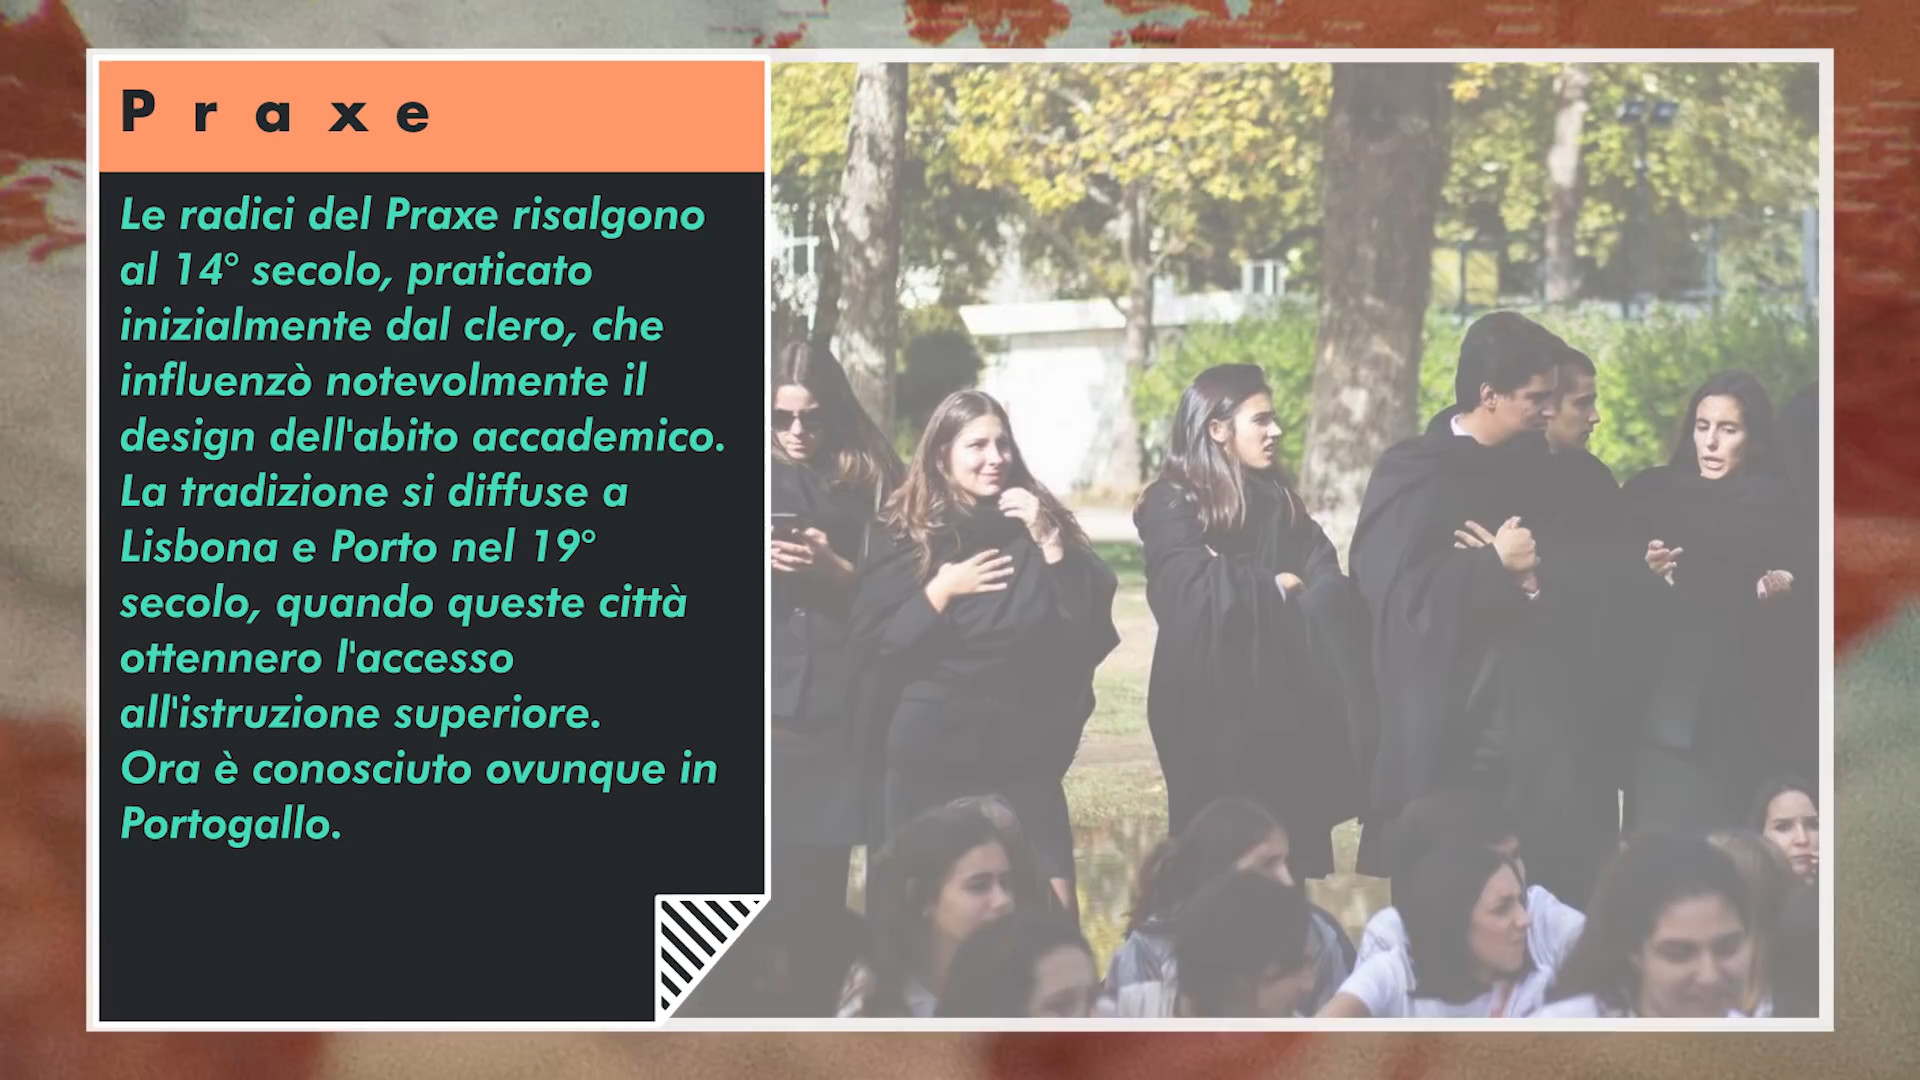 Praxe
Le radici del Praxe risalgono
al 14° secolo, praticato
inizialmente dal clero, che
influenzò notevolmente il
design dell'abito accademico.
La tradizione si diffuse a
Lisbona e Porto nel 19°
secolo, quando queste città
ottennero l'accesso
all'istruzione superiore.
Ora è conosciuto ovunque in
Portogallo.